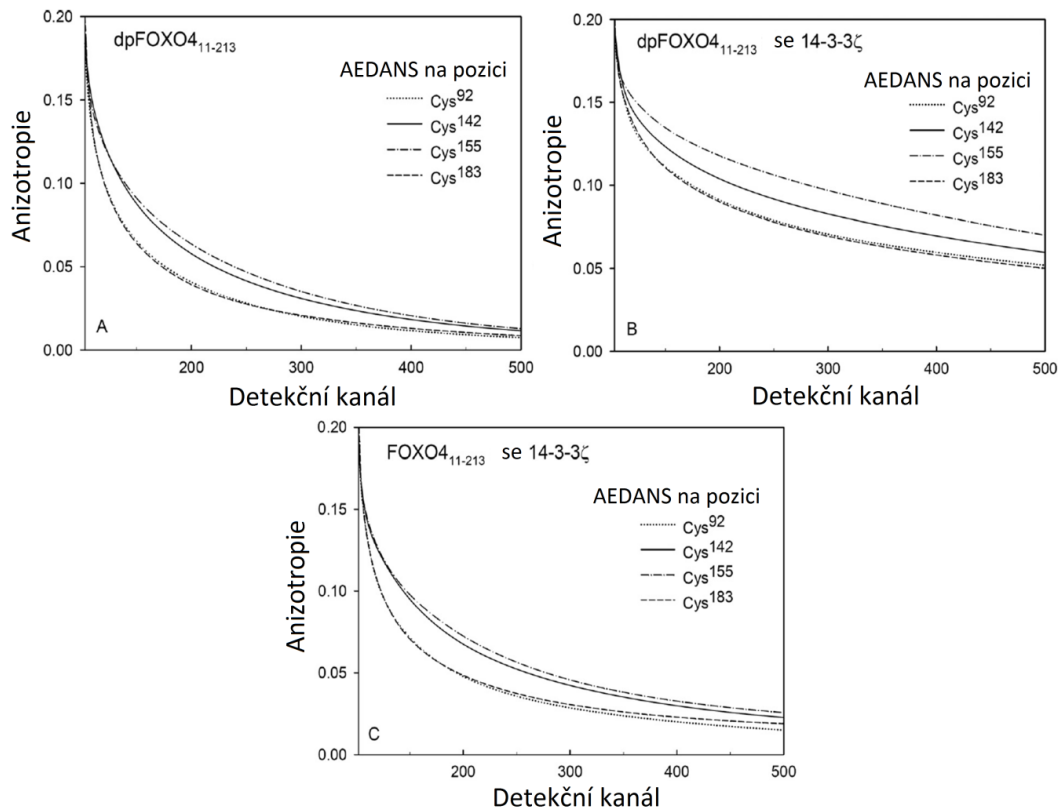 dpFOXO4₁₁₋₂₁₃
AEDANS na pozici
Cys⁹²
Cys¹⁴²
Cys¹⁵⁵
Cys¹⁸³
Anizotropie
0.20
0.15
0.10
0.05
0.00
A
200
300
400
500
Detekční kanál
dpFOXO4₁₁₋₂₁₃ se 14-3-3ζ
AEDANS na pozici
Cys⁹²
Cys¹⁴²
Cys¹⁵⁵
Cys¹⁸³
Anizotropie
0.20
0.15
0.10
0.05
0.00
B
200
300
400
500
Detekční kanál
FOXO4₁₁₋₂₁₃ se 14-3-3ζ
AEDANS na pozici
Cys⁹²
Cys¹⁴²
Cys¹⁵⁵
Cys¹⁸³
Anizotropie
0.20
0.15
0.10
0.05
0.00
C
200
300
400
500
Detekční kanál